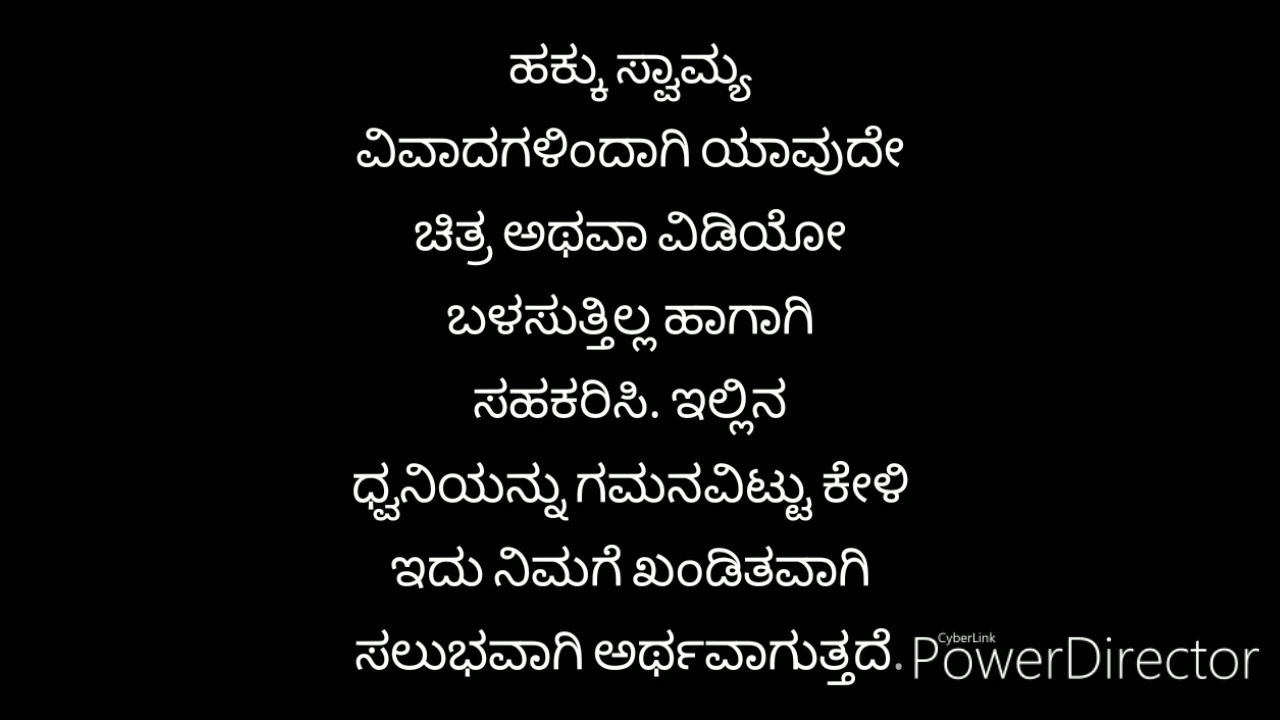 ಹಕ್ಕು ಸ್ವಾಮ್ಯ
ವಿವಾದಗಳಿಂದಾಗಿ ಯಾವುದೇ
ಚಿತ್ರ ಅಥವಾ ವಿಡಿಯೋ
ಬಳಸುತ್ತಿಲ್ಲ ಹಾಗಾಗಿ
ಸಹಕರಿಸಿ. ಇಲ್ಲಿನ
ಧ್ವನಿಯನ್ನು ಗಮನವಿಟ್ಟು ಕೇಳಿ
ಇದು ನಿಮಗೆ ಖಂಡಿತವಾಗಿ
ಸಲುಭವಾಗಿ ಅರ್ಥವಾಗುತ್ತದೆ.
CyberLink
PowerDirector